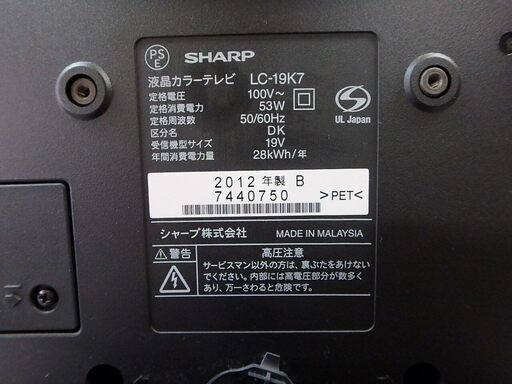 PS
E
SHARP
液晶カラーテレビ LC-19K7
定格電圧 100V～
定格消費電力 53W
定格周波数 50/60Hz
区分名 DK
受信機型サイズ 19V
年間消費電力量 28kWh/年
S
UL Japan
2012 年製 B
7440750
>PET<
シャープ株式会社 MADE IN MALAYSIA
警告 高圧注意
サービスマン以外の方は、裏ぶたをあけない
でください。内部には高電圧部分が数多く
あり、万一さわると危険です。